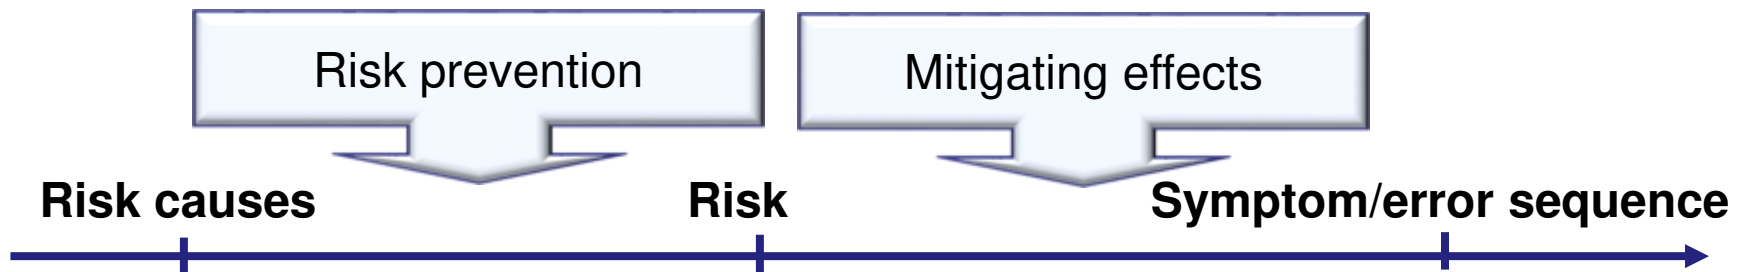 Risk prevention
Mitigating effects
Risk causes
Risk
Symptom/error sequence